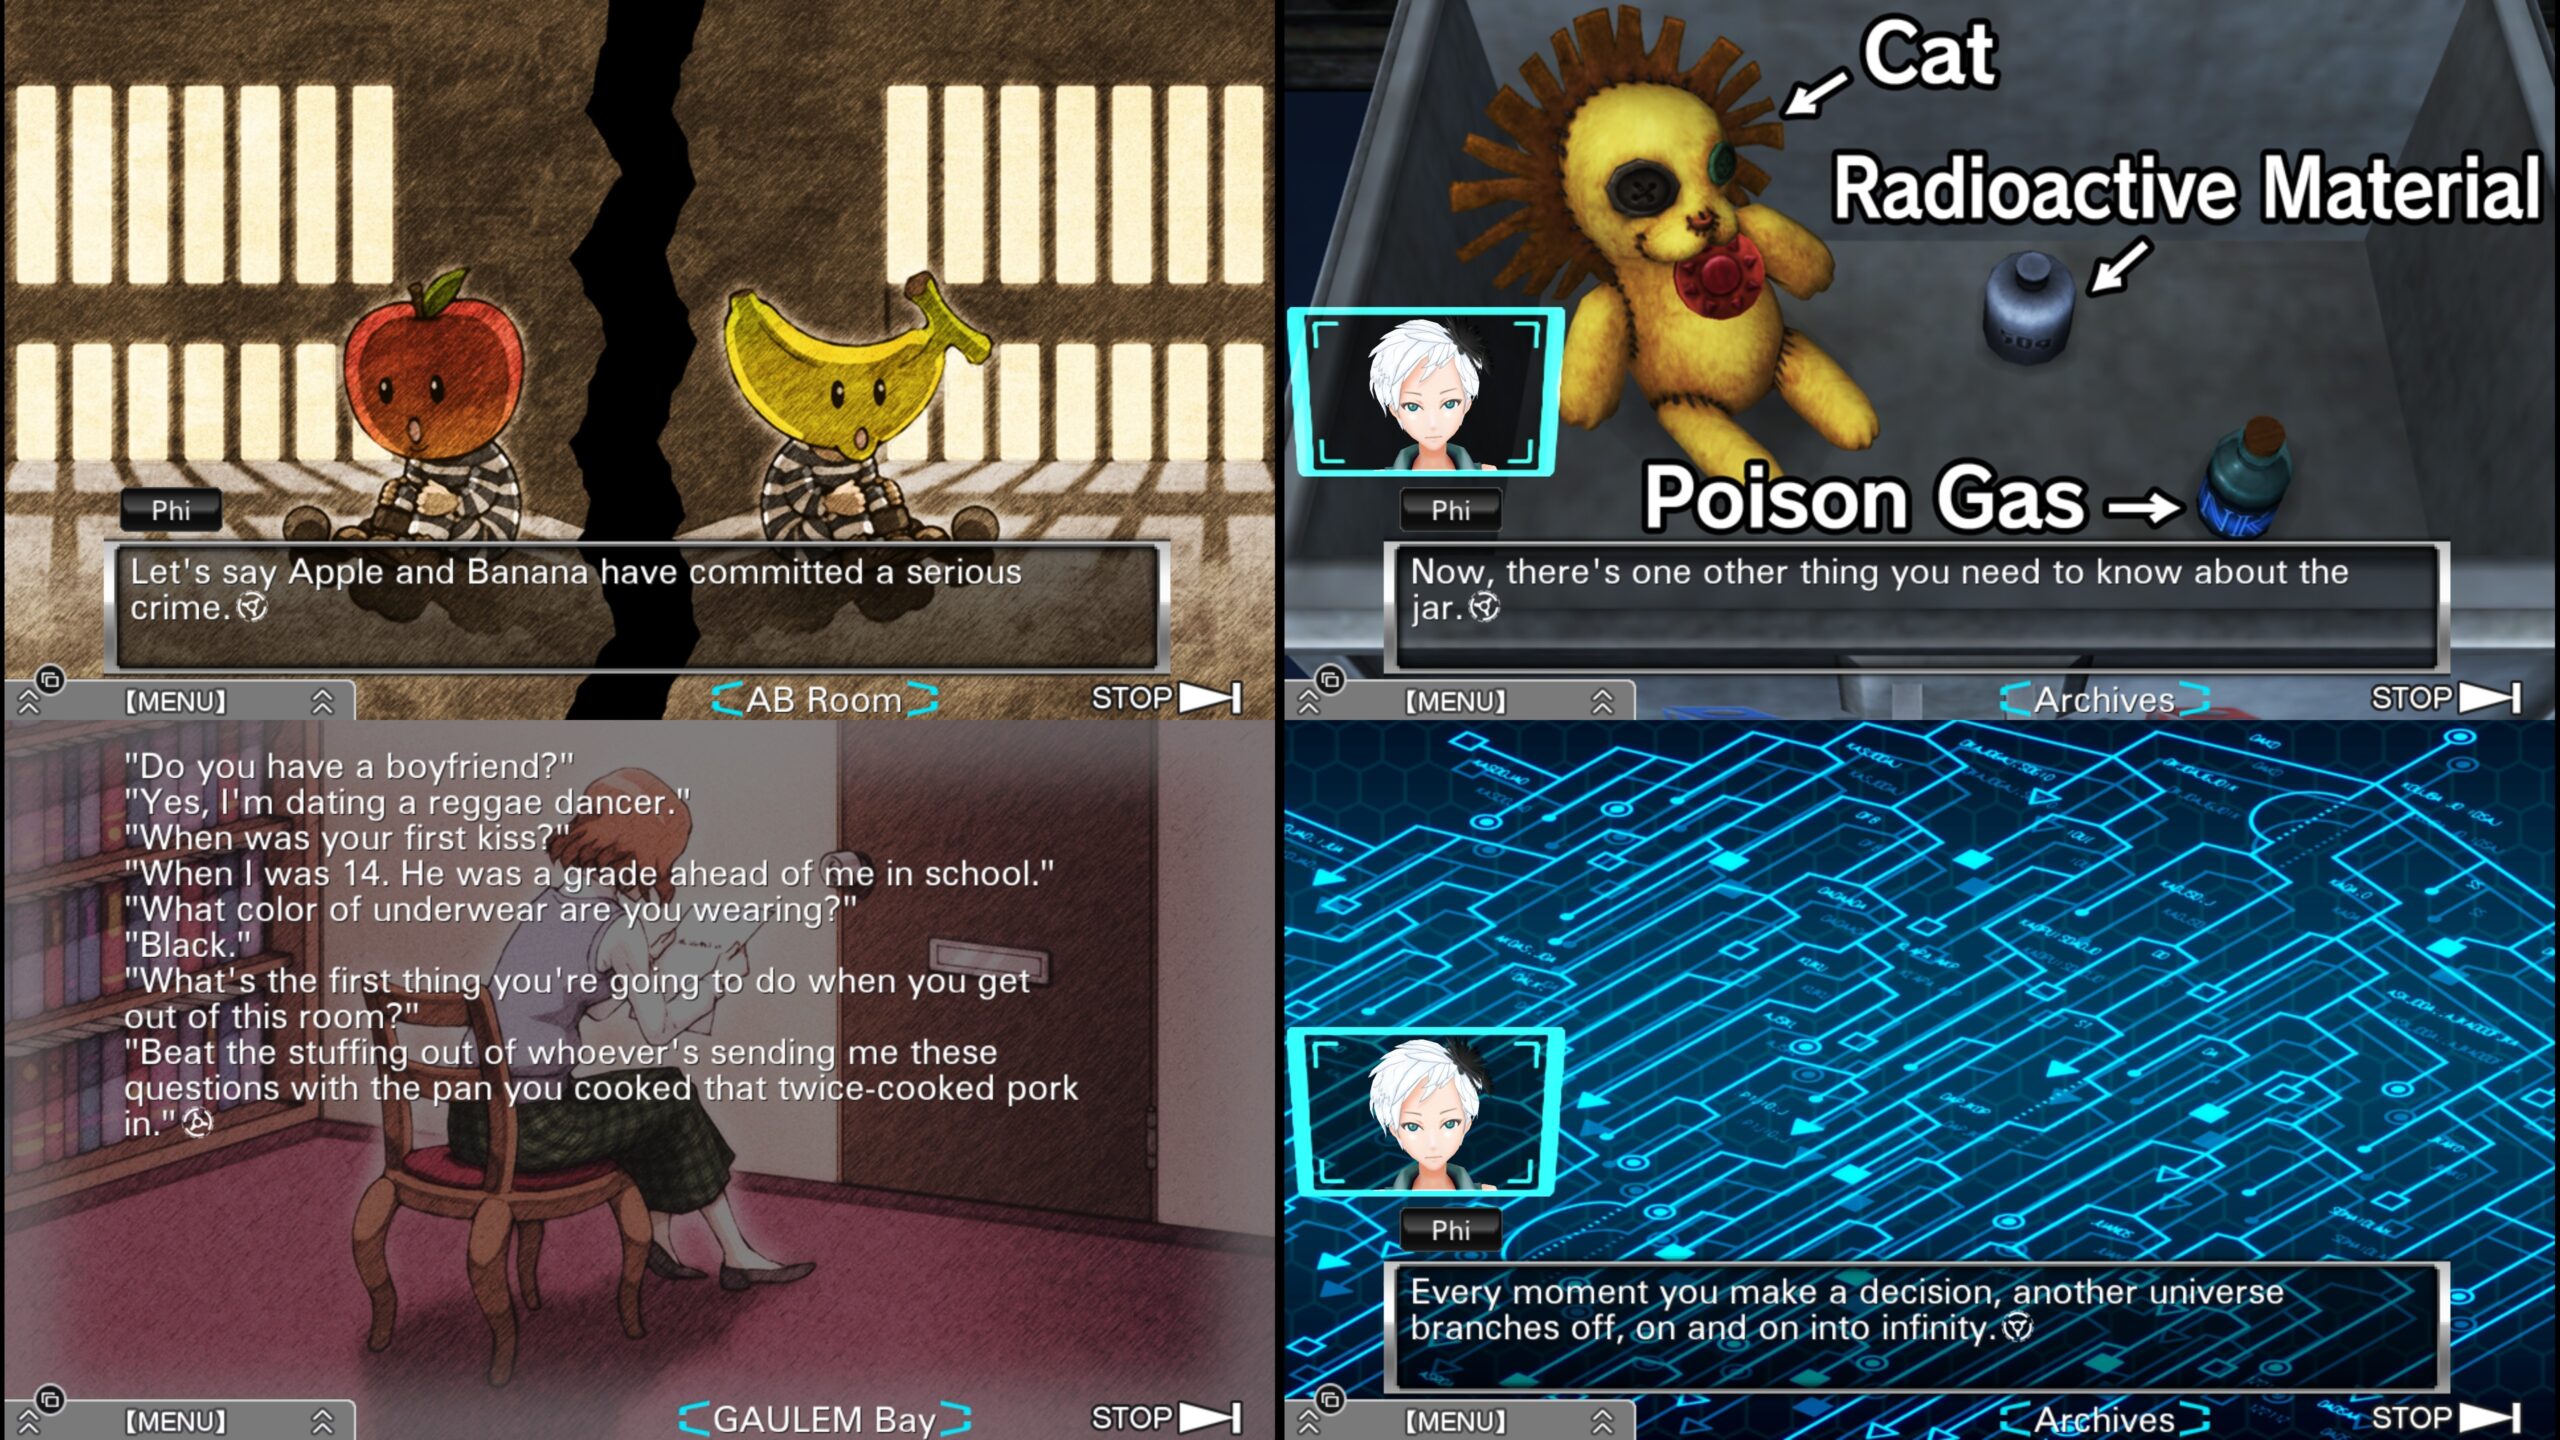 Phi
Let's say Apple and Banana have committed a serious
crime.
【MENU】
AB Room
STOP
Cat
Radioactive Material
504
Poison Gas
NK
Phi
Now, there's one other thing you need to know about the
jar.
【MENU】
Archives
STOP
"Do you have a boyfriend?"
"Yes, I'm dating a reggae dancer."
"When was your first kiss?"
"When I was 14. He was a grade ahead of me in school."
"What color of underwear are you wearing?"
"Black."
"What's the first thing you're going to do when you get
out of this room?"
"Beat the stuffing out of whoever's sending me these
questions with the pan you cooked that twice-cooked pork
in."
【MENU】
GAULEM Bay
STOP
Phi
Every moment you make a decision, another universe
branches off, on and on into infinity.
【MENU】
Archives
STOP